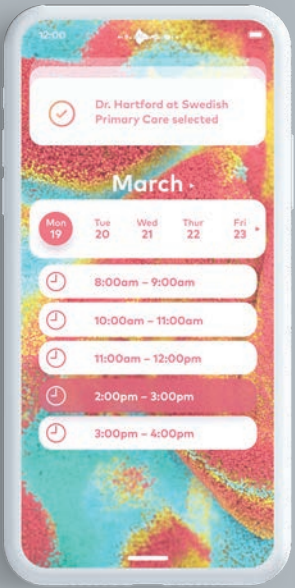 12:00
Dr. Hartford at Swedish
Primary Care selected
March
Mon Tue Wed Thur Fri
19 20 21 22 23
8:00am – 9:00am
10:00am – 11:00am
11:00am – 12:00pm
2:00pm – 3:00pm
3:00pm – 4:00pm